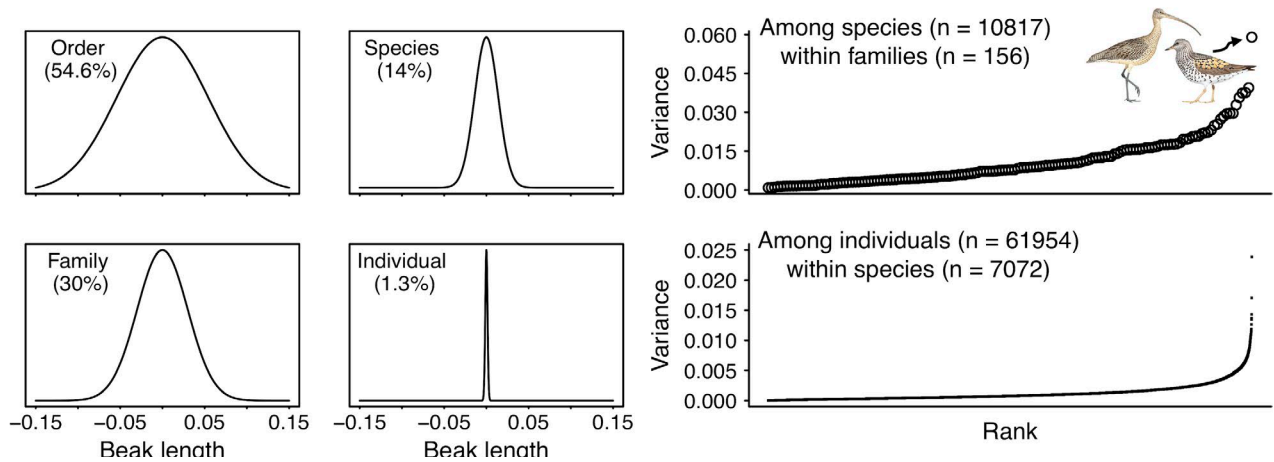 Order
(54.6%)
Species
(14%)
Family
(30%)
Individual
(1.3%)
−0.15 −0.05 0.05 0.15
Beak length
−0.15 −0.05 0.05 0.15
Beak length
Among species (n = 10817)
within families (n = 156)
Variance
0.060
0.045
0.030
0.015
0.000
Among individuals (n = 61954)
within species (n = 7072)
Variance
0.025
0.020
0.015
0.010
0.005
0.000
Rank